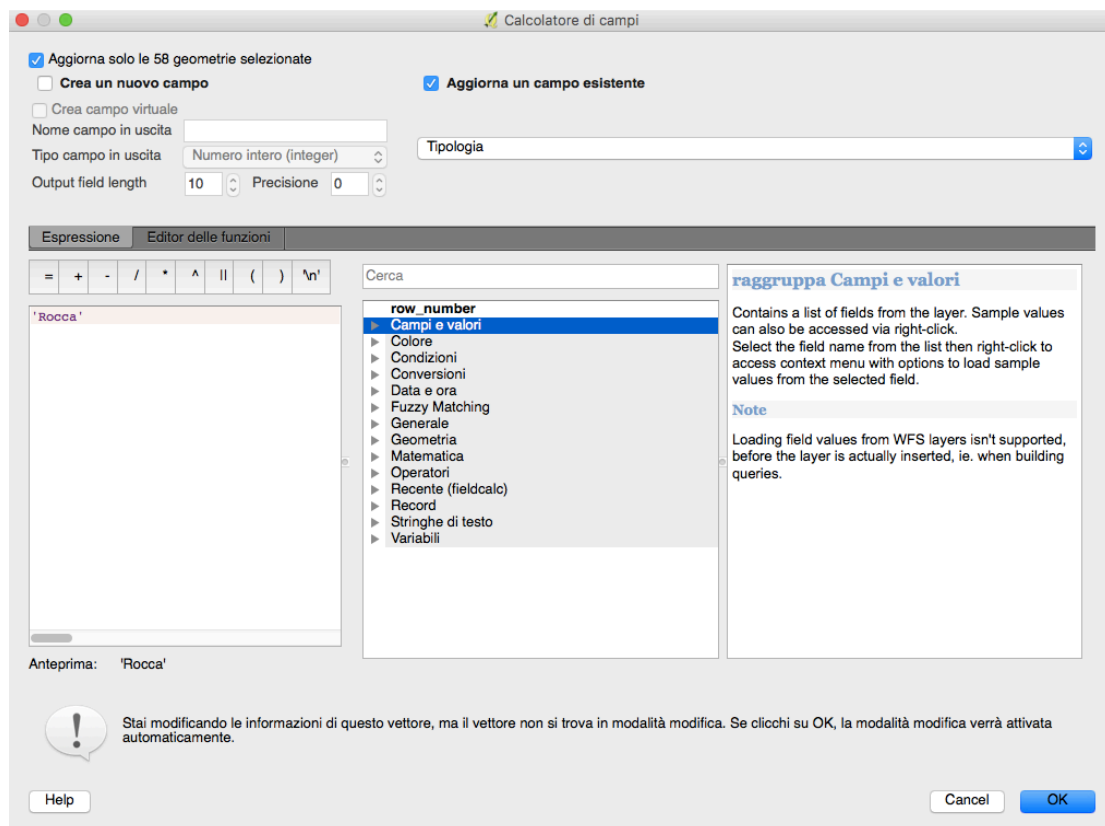 Calcolatore di campi
Aggiorna solo le 58 geometrie selezionate
Crea un nuovo campo
Aggiorna un campo esistente
Crea campo virtuale
Nome campo in uscita
Tipo campo in uscita
Numero intero (integer)
Tipologia
Output field length
10
Precisione
0
Espressione
Editor delle funzioni
= + - / * ^ || ( ) '\n'
Cerca
'Rocca'
row_number
Campi e valori
Colore
Condizioni
Conversioni
Data e ora
Fuzzy Matching
Generale
Geometria
Matematica
Operatori
Recente (fieldcalc)
Record
Stringhe di testo
Variabili
raggruppa Campi e valori
Contains a list of fields from the layer. Sample values
can also be accessed via right-click.
Select the field name from the list then right-click to
access context menu with options to load sample
values from the selected field.
Note
Loading field values from WFS layers isn't supported,
before the layer is actually inserted, ie. when building
queries.
Anteprima: 'Rocca'
Stai modificando le informazioni di questo vettore, ma il vettore non si trova in modalità modifica. Se clicchi su OK, la modalità modifica verrà attivata
automaticamente.
Help
Cancel
OK